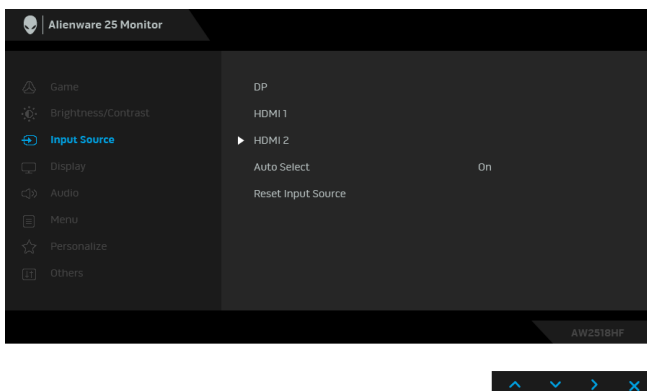 Alienware 25 Monitor
Game
DP
Brightness/Contrast
HDMI 1
Input Source
HDMI 2
Display
Auto Select On
Audio
Reset Input Source
Menu
Personalize
Others
AW2518HF